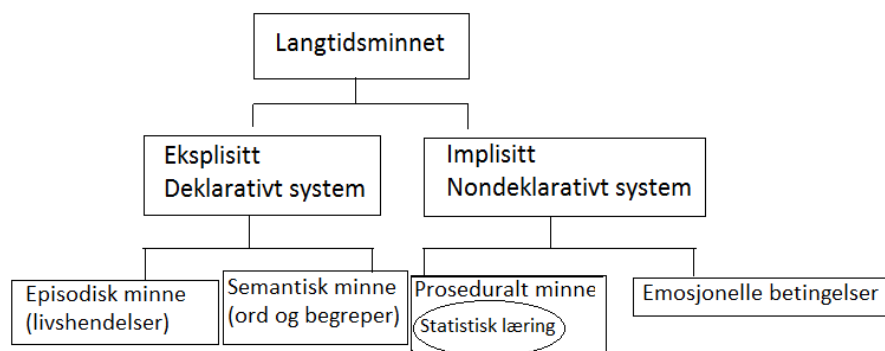 Langtidsminnet
Eksplisitt
Deklarativt system
Implisitt
Nondeklarativt system
Episodisk minne
(livshendelser)
Semantisk minne
(ord og begreper)
Proseduralt minne
Statistisk læring
Emosjonelle betingelser